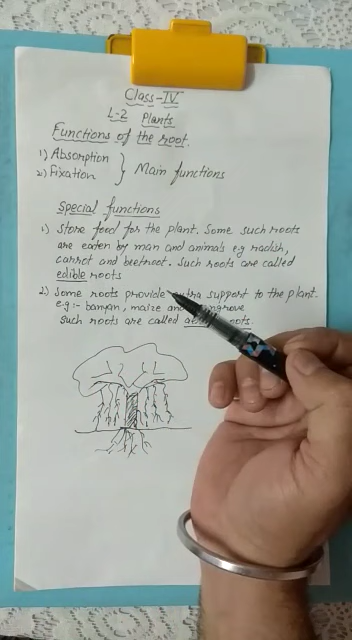 Class-IV
L-2 Plants
Functions of the root.
1) Absorption
2) Fixation } Main functions
Special functions
1) Store food for the plant. Some such roots
are eaten by man and animals eg radish,
carrot and beetroot. Such roots are called
edible roots
2) Some roots provide extra support to the plant.
e.g:- banyan, maize and
such roots are called roots.